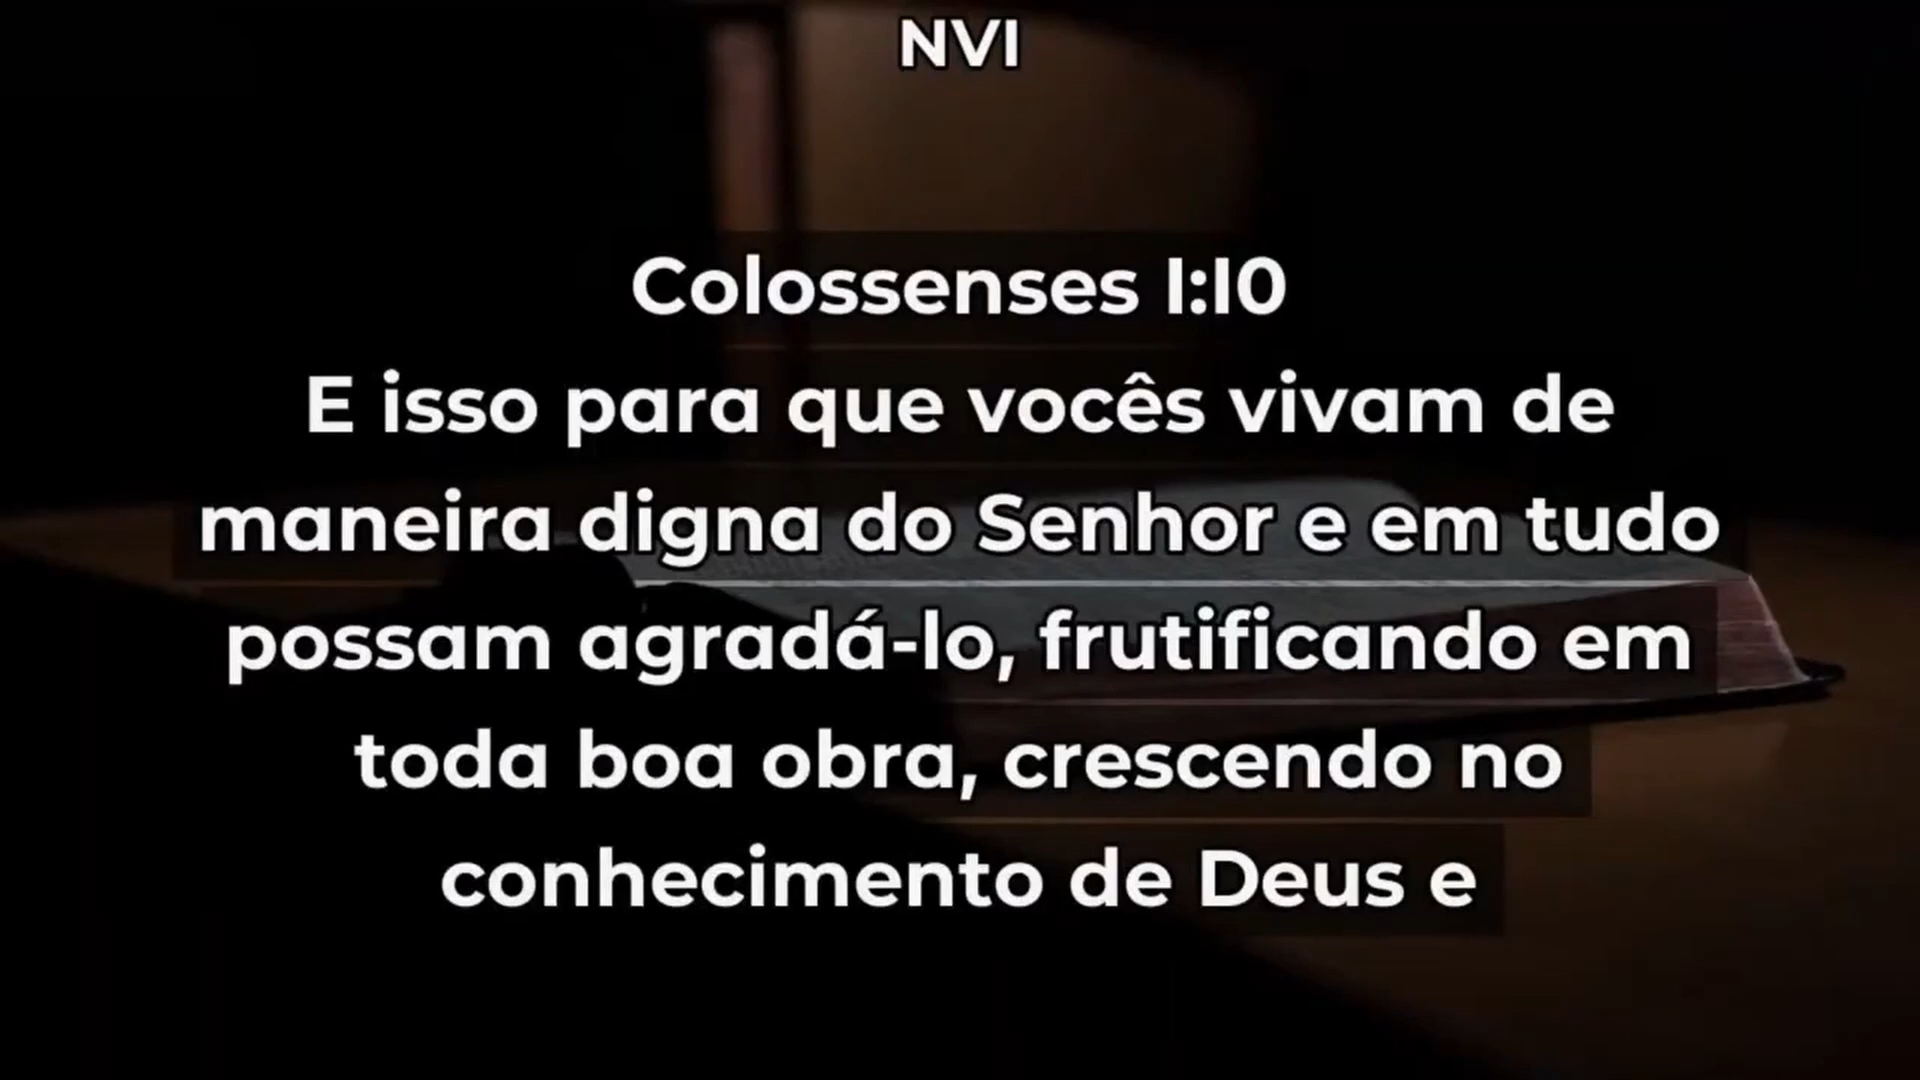 NVI
Colossenses 1:10
E isso para que vocês vivam de
maneira digna do Senhor e em tudo
possam agradá-lo, frutificando em
toda boa obra, crescendo no
conhecimento de Deus e